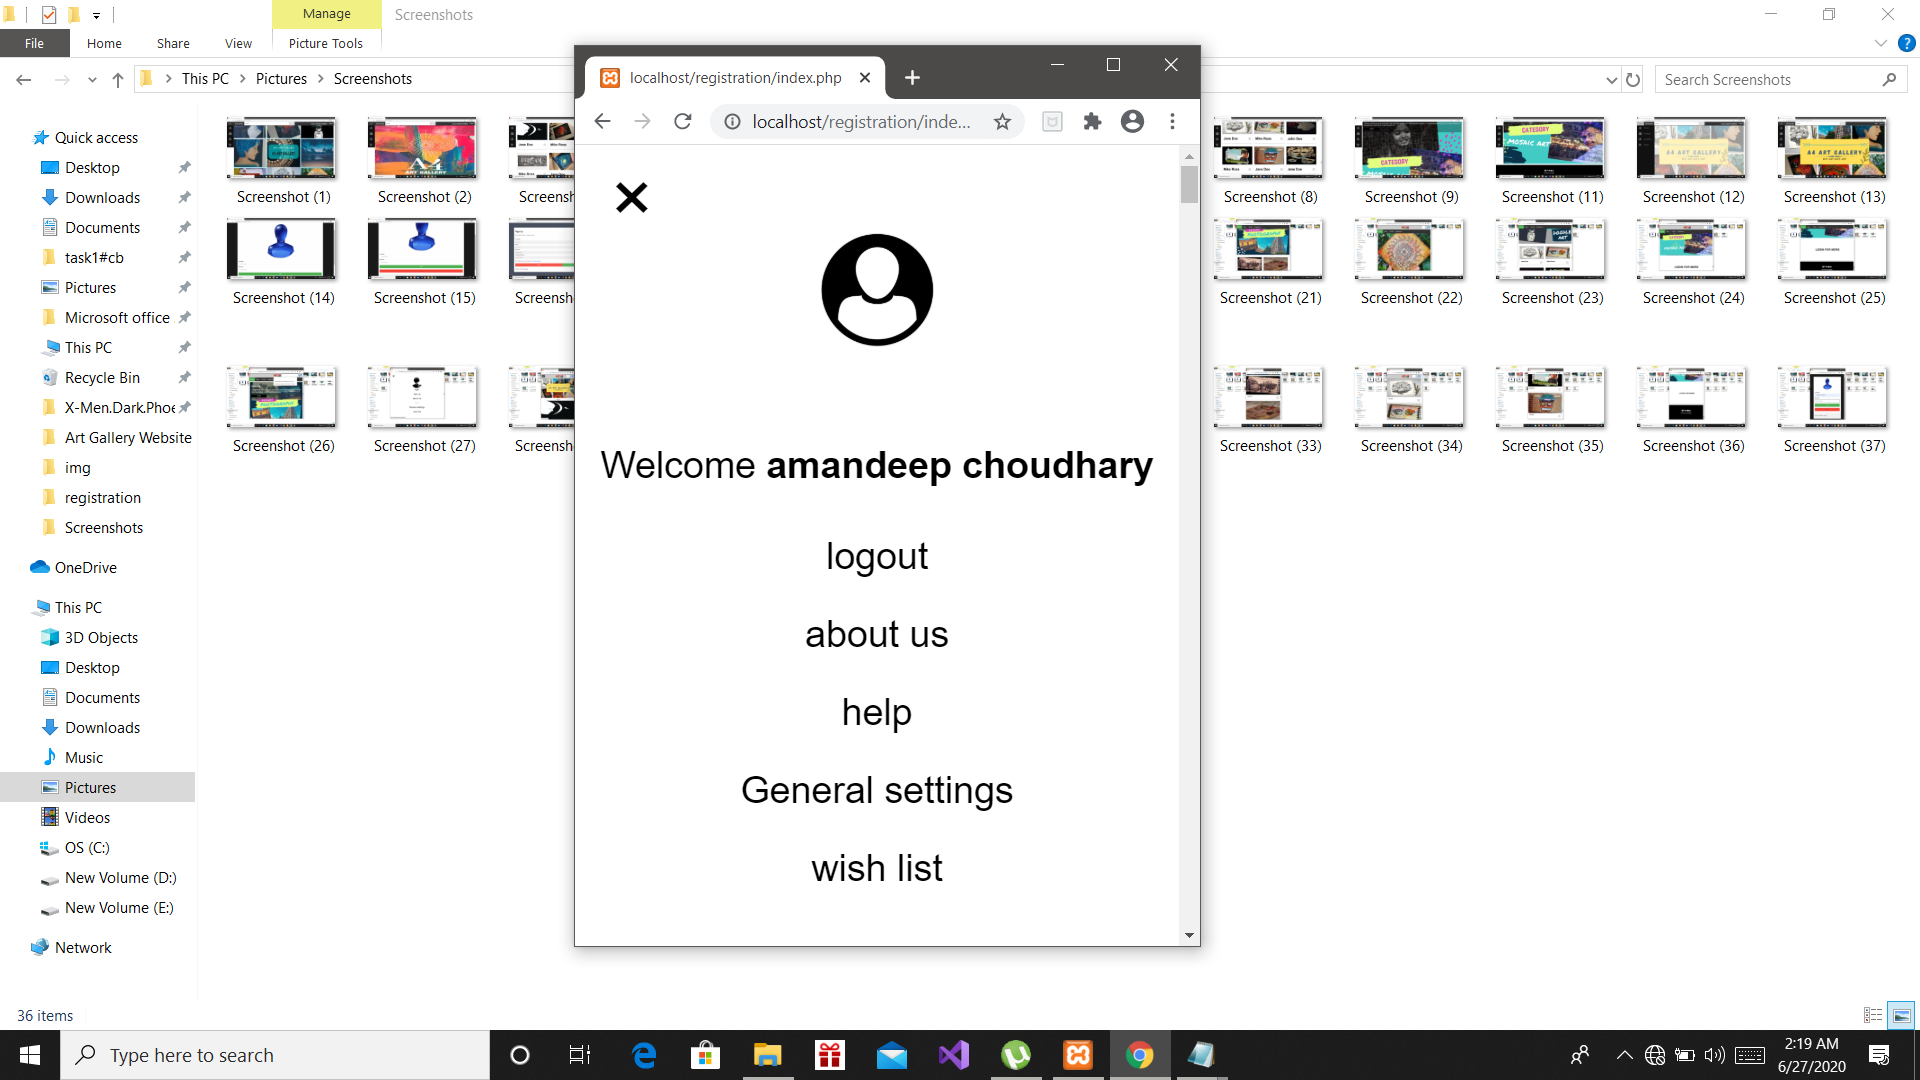 Manage
Screenshots
File
Home
Share
View
Picture Tools
This PC
Pictures
Screenshots
Search Screenshots
localhost/registration/index.php
localhost/registration/inde...
Quick access
Desktop
Downloads
Documents
task1#cb
Pictures
Microsoft office
This PC
Recycle Bin
X-Men.Dark.Phoe
Art Gallery Website
img
registration
Screenshots
OneDrive
This PC
3D Objects
Desktop
Documents
Downloads
Music
Pictures
Videos
OS (C:)
New Volume (D:)
New Volume (E:)
Network
Screenshot (1)
Screenshot (2)
Screensh
Screenshot (8)
Screenshot (9)
Screenshot (11)
Screenshot (12)
Screenshot (13)
Screenshot (14)
Screenshot (15)
Screensh
Screenshot (21)
Screenshot (22)
Screenshot (23)
Screenshot (24)
Screenshot (25)
Screenshot (26)
Screenshot (27)
Screensh
Screenshot (33)
Screenshot (34)
Screenshot (35)
Screenshot (36)
Screenshot (37)
Welcome amandeep choudhary
logout
about us
help
General settings
wish list
36 items
Type here to search
2:19 AM
6/27/2020